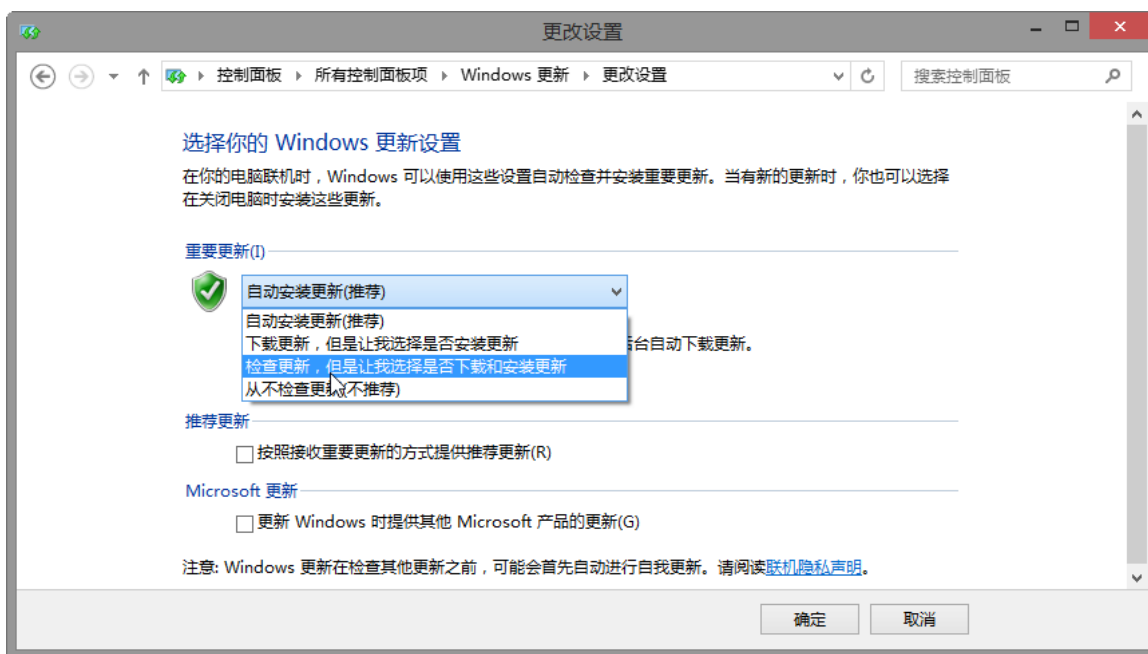 更改设置
控制面板 所有控制面板项 Windows 更新 更改设置
搜索控制面板
选择你的 Windows 更新设置
在你的电脑联机时，Windows 可以使用这些设置自动检查并安装重要更新。当有新的更新时，你也可以选择
在关闭电脑时安装这些更新。
重要更新(I)
自动安装更新(推荐)
自动安装更新(推荐)
下载更新，但是让我选择是否安装更新
台自动下载更新。
检查更新，但是让我选择是否下载和安装更新
从不检查更新(不推荐)
推荐更新
按照接收重要更新的方式提供推荐更新(R)
Microsoft 更新
更新 Windows 时提供其他 Microsoft 产品的更新(G)
注意: Windows 更新在检查其他更新之前，可能会首先自动进行自我更新。请阅读联机隐私声明。
确定
取消